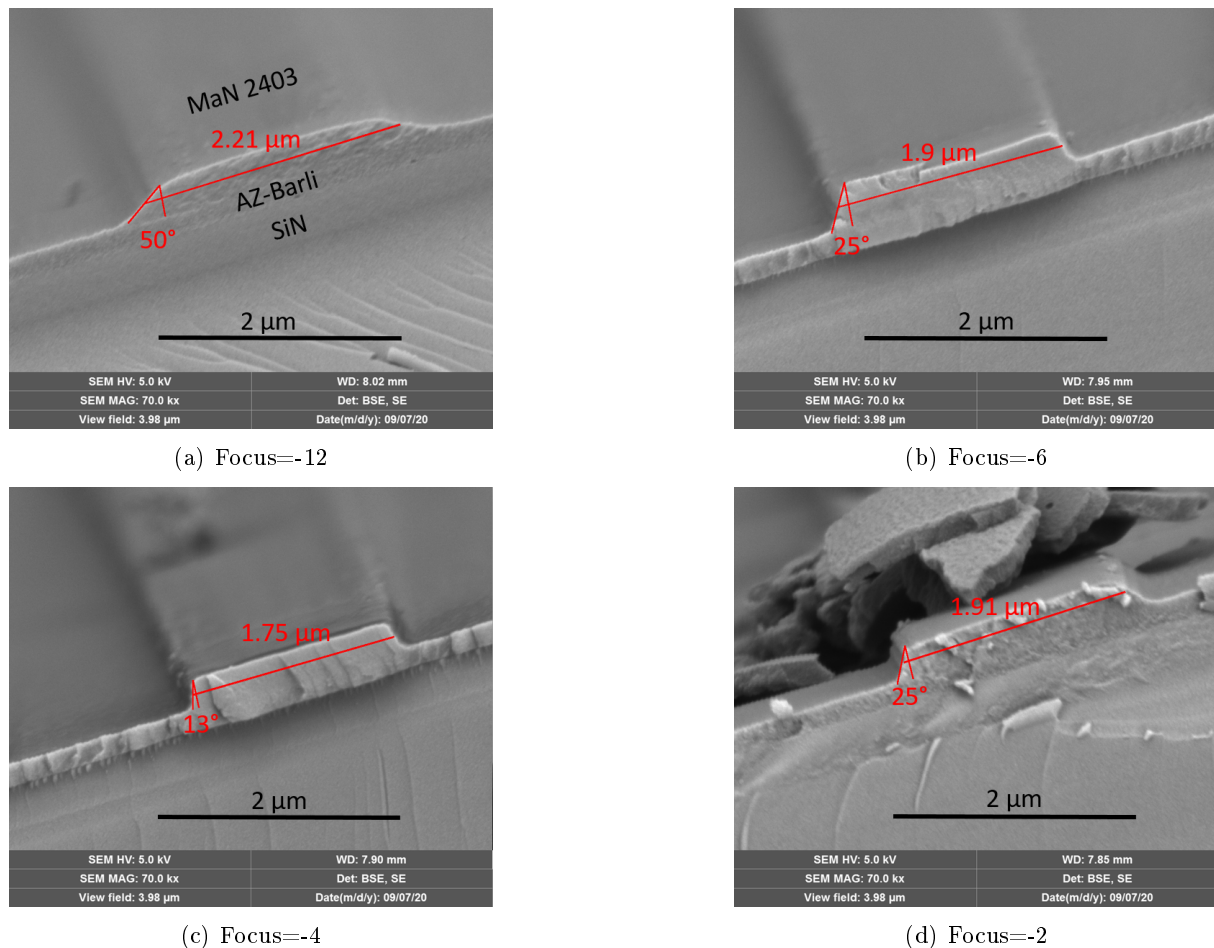 MaN 2403
2.21 µm
AZ-Barli
SiN
50°
2 µm
SEM HV: 5.0 kV
WD: 8.02 mm
SEM MAG: 70.0 kx
Det: BSE, SE
View field: 3.98 µm
Date(m/d/y): 09/07/20
(a) Focus=-12
1.9 µm
25°
2 µm
SEM HV: 5.0 kV
WD: 7.95 mm
SEM MAG: 70.0 kx
Det: BSE, SE
View field: 3.98 µm
Date(m/d/y): 09/07/20
(b) Focus=-6
1.75 µm
13°
2 µm
SEM HV: 5.0 kV
WD: 7.90 mm
SEM MAG: 70.0 kx
Det: BSE, SE
View field: 3.98 µm
Date(m/d/y): 09/07/20
(c) Focus=-4
1.91 µm
25°
2 µm
SEM HV: 5.0 kV
WD: 7.85 mm
SEM MAG: 70.0 kx
Det: BSE, SE
View field: 3.98 µm
Date(m/d/y): 09/07/20
(d) Focus=-2